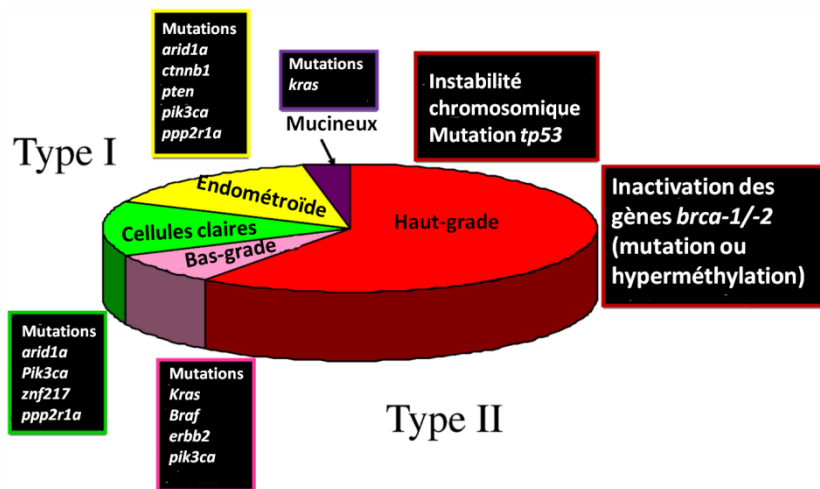 Mutations
arid1a
ctnnb1
pten
pik3ca
ppp2r1a
Mutations
kras
Mucineux
Instabilité
chromosomique
Mutation tp53
Type I
Endométroïde
Cellules claires
Bas-grade
Haut-grade
Inactivation des
gènes brca-1/-2
(mutation ou
hyperméthylation)
Mutations
arid1a
Pik3ca
znf217
ppp2r1a
Mutations
Kras
Braf
erbb2
pik3ca
Type II